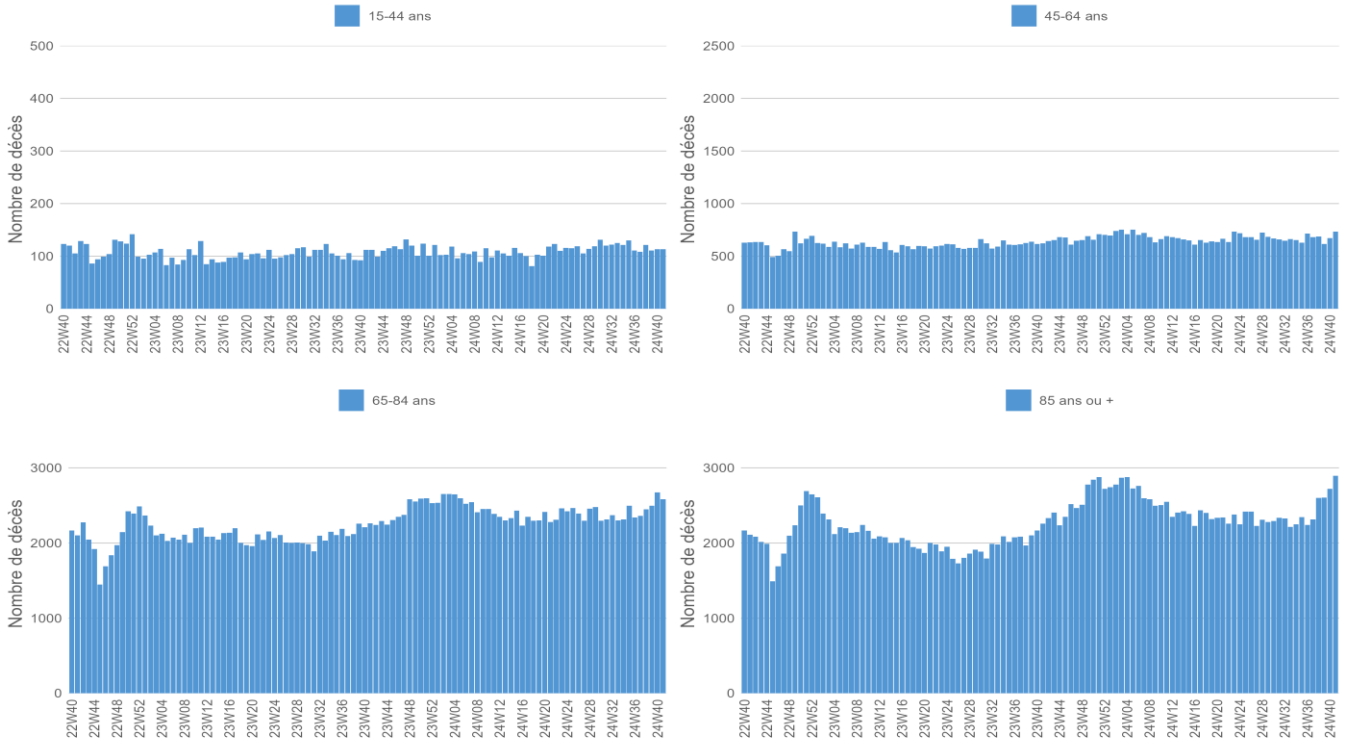 15-44 ans
Nombre de décès
500
400
300
200
100
0
22W40 22W44 22W48 22W52 23W04 23W08 23W12 23W16 23W20 23W24 23W28 23W32 23W36 23W40 23W44 23W48 23W52 24W04 24W08 24W12 24W16 24W20 24W24 24W28 24W32 24W36 24W40
45-64 ans
Nombre de décès
2500
2000
1500
1000
500
0
22W40 22W44 22W48 22W52 23W04 23W08 23W12 23W16 23W20 23W24 23W28 23W32 23W36 23W40 23W44 23W48 23W52 24W04 24W08 24W12 24W16 24W20 24W24 24W28 24W32 24W36 24W40
65-84 ans
Nombre de décès
3000
2000
1000
0
22W40 22W44 22W48 22W52 23W04 23W08 23W12 23W16 23W20 23W24 23W28 23W32 23W36 23W40 23W44 23W48 23W52 24W04 24W08 24W12 24W16 24W20 24W24 24W28 24W32 24W36 24W40
85 ans ou +
Nombre de décès
3000
2000
1000
0
22W40 22W44 22W48 22W52 23W04 23W08 23W12 23W16 23W20 23W24 23W28 23W32 23W36 23W40 23W44 23W48 23W52 24W04 24W08 24W12 24W16 24W20 24W24 24W28 24W32 24W36 24W40